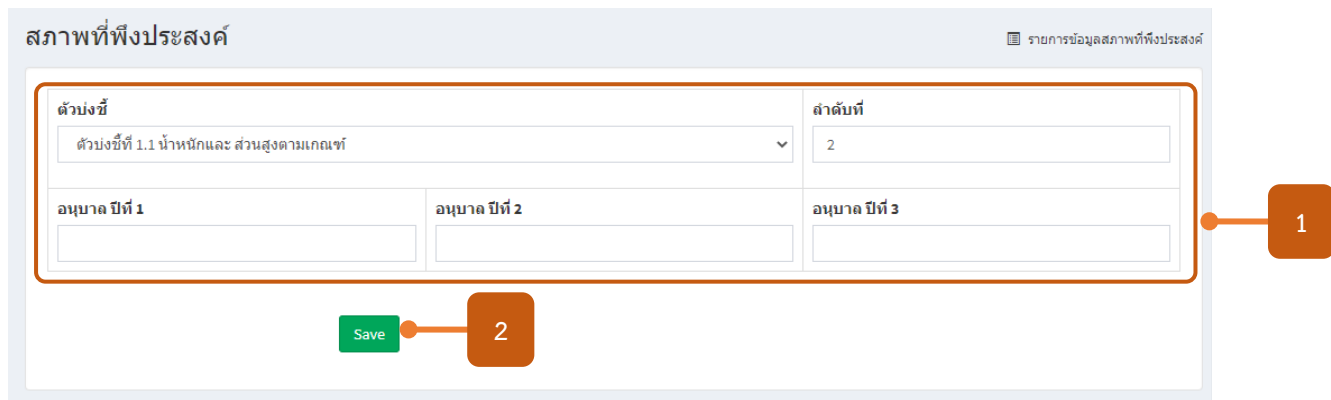 สภาพที่พึงประสงค์
รายการข้อมูลสภาพที่พึงประสงค์
ตัวบ่งชี้
ลำดับที่
ตัวบ่งชี้ที่ 1.1 น้ำหนักและ ส่วนสูงตามเกณฑ์
2
อนุบาล ปีที่ 1
อนุบาล ปีที่ 2
อนุบาล ปีที่ 3
1
Save
2